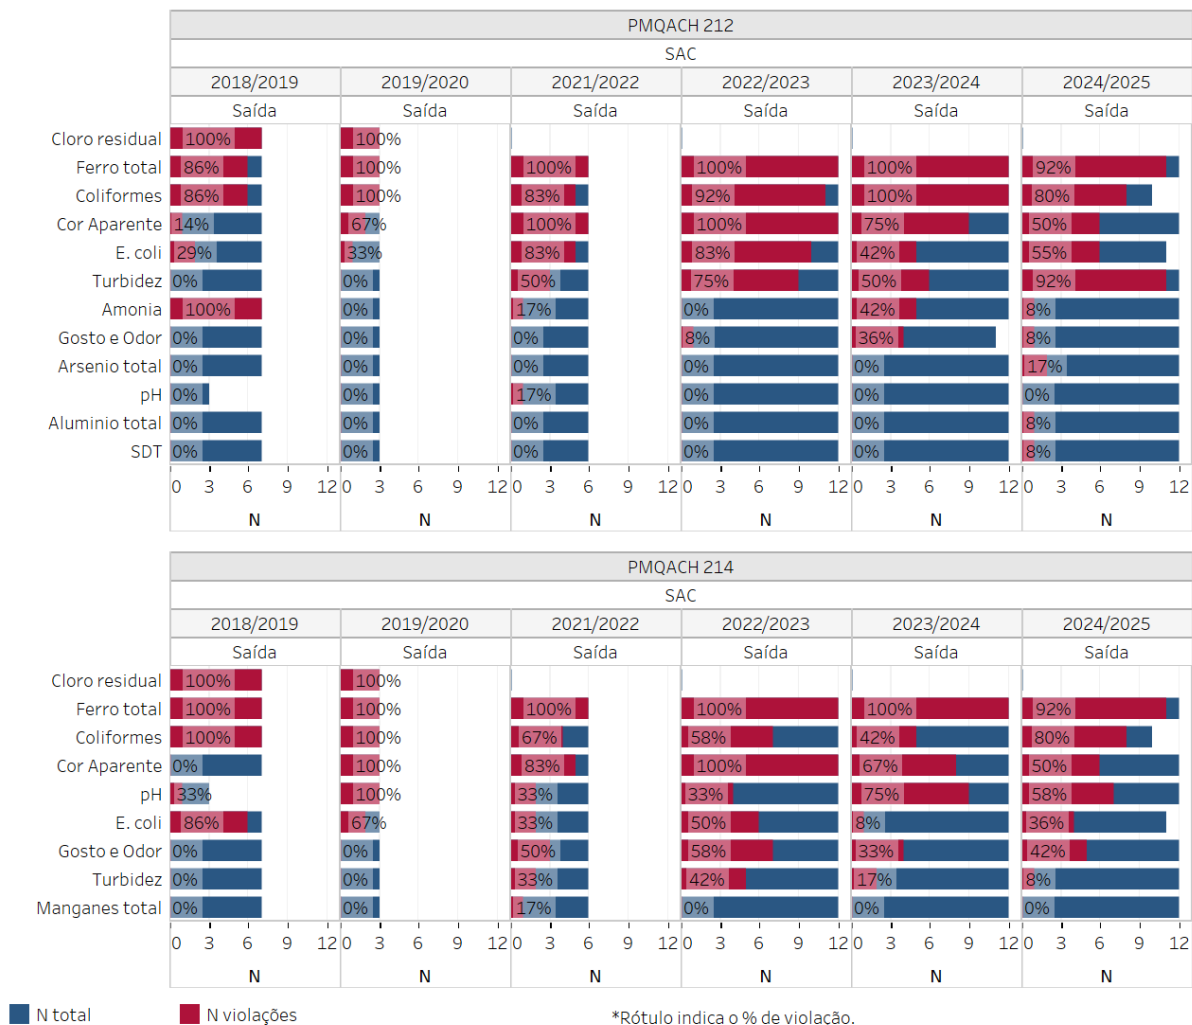 PMQACH 212
SAC
2018/2019 2019/2020 2021/2022 2022/2023 2023/2024 2024/2025
Saída Saída Saída Saída Saída Saída
Cloro residual 100% 100%
Ferro total 86% 100% 100% 100% 100% 92%
Coliformes 86% 100% 83% 92% 100% 80%
Cor Aparente 14% 67% 100% 100% 75% 50%
E. coli 29% 33% 83% 83% 42% 55%
Turbidez 0% 0% 50% 75% 50% 92%
Amonia 100% 0% 17% 0% 42% 8%
Gosto e Odor 0% 0% 0% 8% 36% 8%
Arsenio total 0% 0% 0% 0% 0% 17%
pH 0% 0% 17% 0% 0% 0%
Aluminio total 0% 0% 0% 0% 0% 8%
SDT 0% 0% 0% 0% 0% 8%
0 3 6 9 12 0 3 6 9 12 0 3 6 9 12 0 3 6 9 12 0 3 6 9 12 0 3 6 9 12
N N N N N N
PMQACH 214
SAC
2018/2019 2019/2020 2021/2022 2022/2023 2023/2024 2024/2025
Saída Saída Saída Saída Saída Saída
Cloro residual 100% 100%
Ferro total 100% 100% 100% 100% 100% 92%
Coliformes 100% 100% 67% 58% 42% 80%
Cor Aparente 0% 100% 83% 100% 67% 50%
pH 33% 100% 33% 33% 75% 58%
E. coli 86% 67% 33% 50% 8% 36%
Gosto e Odor 0% 0% 50% 58% 33% 42%
Turbidez 0% 0% 33% 42% 17% 8%
Manganes total 0% 0% 17% 0% 0% 0%
0 3 6 9 12 0 3 6 9 12 0 3 6 9 12 0 3 6 9 12 0 3 6 9 12 0 3 6 9 12
N N N N N N
N total N violações *Rótulo indica o % de violação.